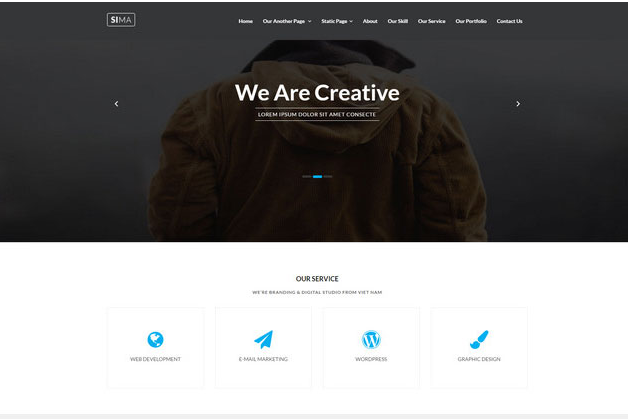 SIMA
Home Our Another Page Static Page About Our Skill Our Service Our Portfolio Contact Us
We Are Creative
LOREM IPSUM DOLOR SIT AMET CONSECTE
OUR SERVICE
WE'RE BRANDING & DIGITAL STUDIO FROM VIET NAM
WEB DEVELOPMENT E-MAIL MARKETING WORDPRESS GRAPHIC DESIGN